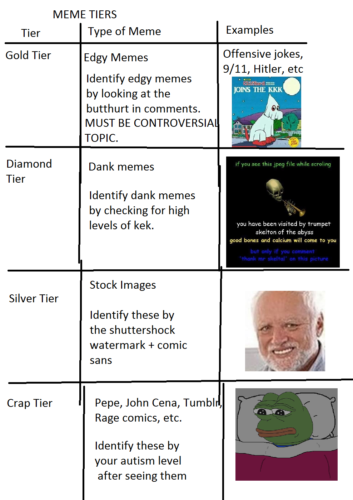 MEME TIERS
Tier
Type of Meme
Examples
Gold Tier
Edgy Memes
Identify edgy memes
by looking at the
butthurt in comments.
MUST BE CONTROVERSIAL
TOPIC.
Offensive jokes,
9/11, Hitler, etc
JOINS THE KKK
Diamond
Tier
Dank memes
Identify dank memes
by checking for high
levels of kek.
if you see this jpeg file while scrolling
you have been visited by trumpet
skelton of the abyss
good bones and calcium will come to you
but only if you comment
"thank mr skeltal" on this picture
Silver Tier
Stock Images
Identify these by
the shuttershock
watermark + comic
sans
Crap Tier
Pepe, John Cena, Tumblr,
Rage comics, etc.
Identify these by
your autism level
after seeing them